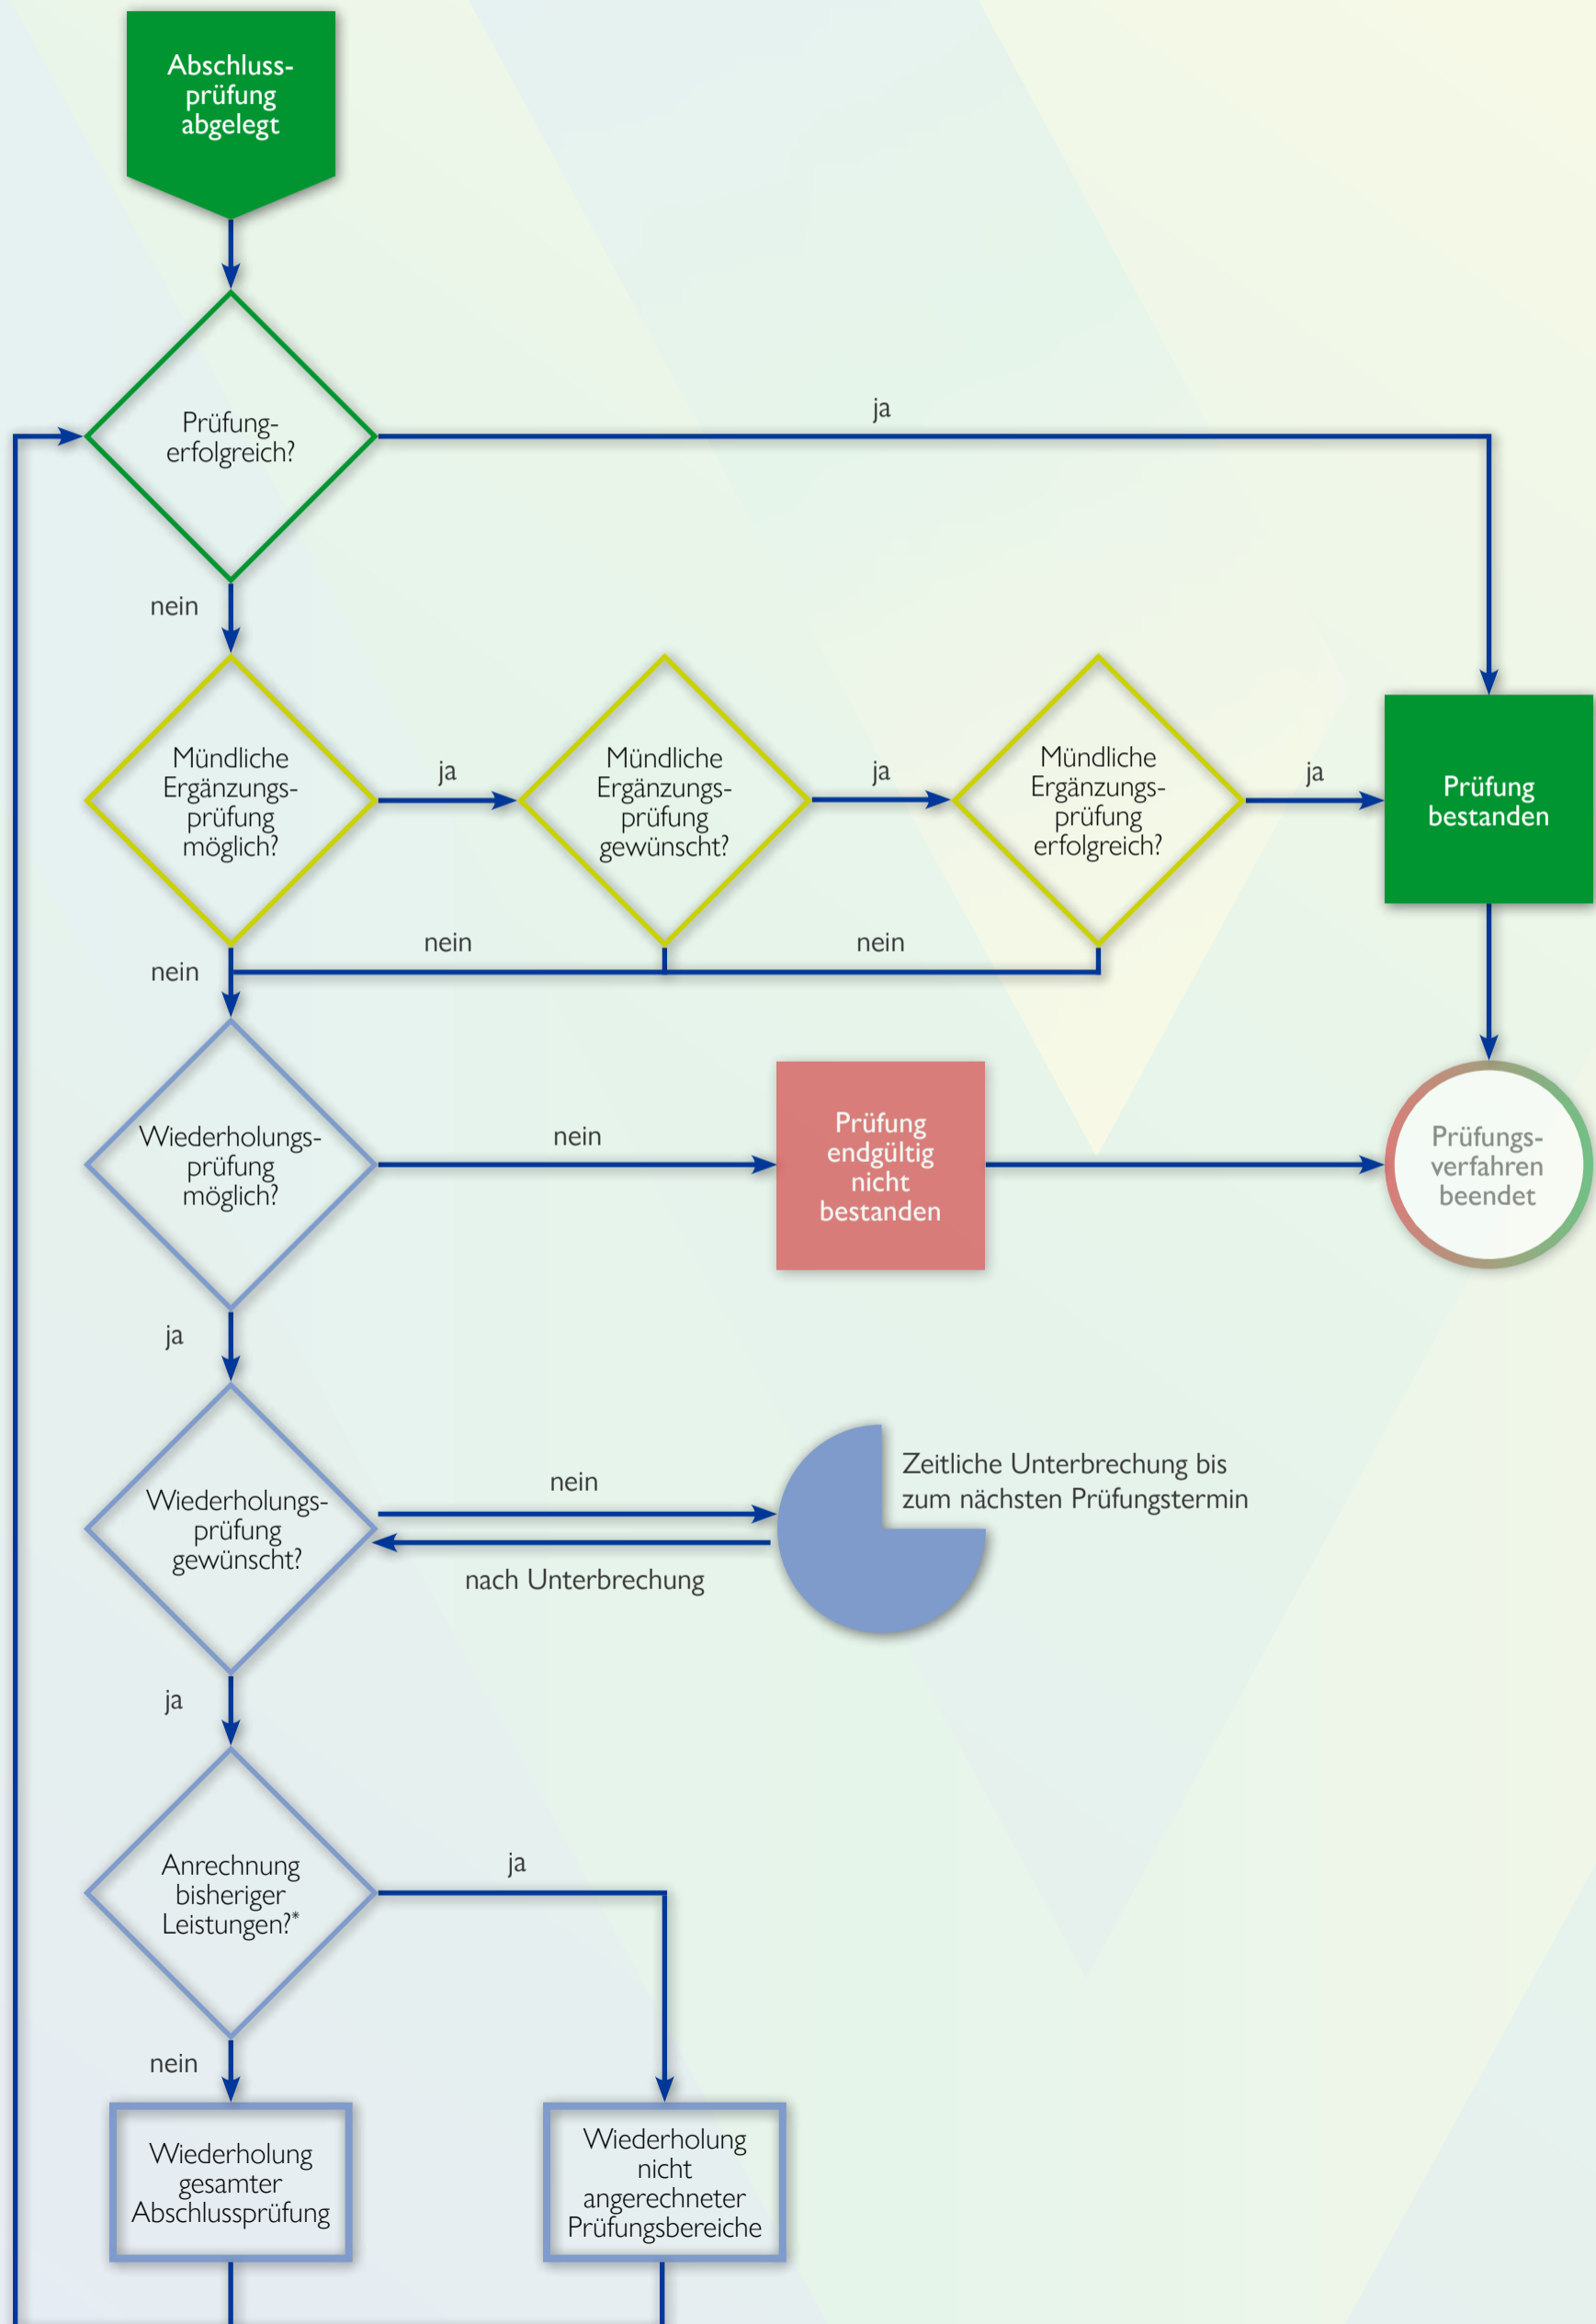 Abschluss-
prüfung
abgelegt
Prüfung-
erfolgreich?
ja
nein
Mündliche
Ergänzungs-
prüfung
möglich?
ja
Mündliche
Ergänzungs-
prüfung
gewünscht?
ja
Mündliche
Ergänzungs-
prüfung
erfolgreich?
ja
Prüfung
bestanden
nein
nein
nein
Wiederholungs-
prüfung
möglich?
nein
Prüfung
endgültig
nicht
bestanden
Prüfungs-
verfahren
beendet
ja
Wiederholungs-
prüfung
gewünscht?
nein
nach Unterbrechung
Zeitliche Unterbrechung bis
zum nächsten Prüfungstermin
ja
Anrechnung
bisheriger
Leistungen?*
ja
nein
Wiederholung
gesamter
Abschlussprüfung
Wiederholung
nicht
angerechneter
Prüfungsbereiche